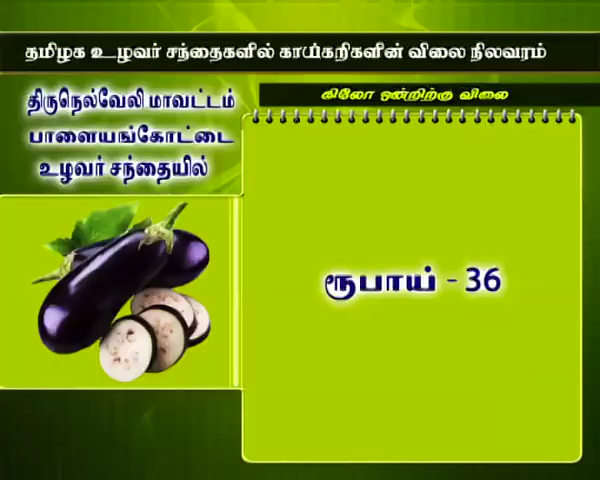 தமிழக உழவர் சந்தைகளில் காய்கறிகளின் விலை நிலவரம்
திருநெல்வேலி மாவட்டம்
பாளையங்கோட்டை
உழவர் சந்தையில்
கிலோ ஒன்றிற்கு விலை
ரூபாய் - 36